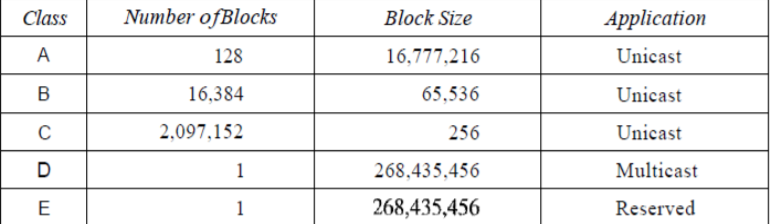 Class Number ofBlocks Block Size Application
A 128 16,777,216 Unicast
B 16,384 65,536 Unicast
C 2,097,152 256 Unicast
D 1 268,435,456 Multicast
E 1 268,435,456 Reserved